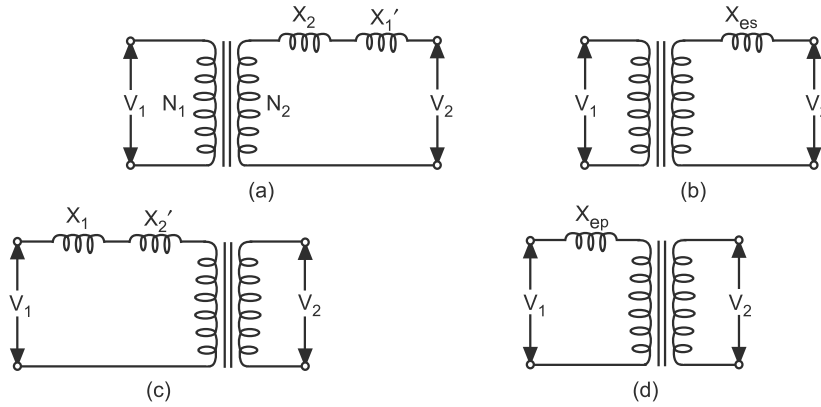 X₂ X₁′ Xes
V₁ N₁ N₂ V₂ V₁
(a) (b)
X₁ X₂′ Xep
V₁ V₂ V₁ V₂
(c) (d)